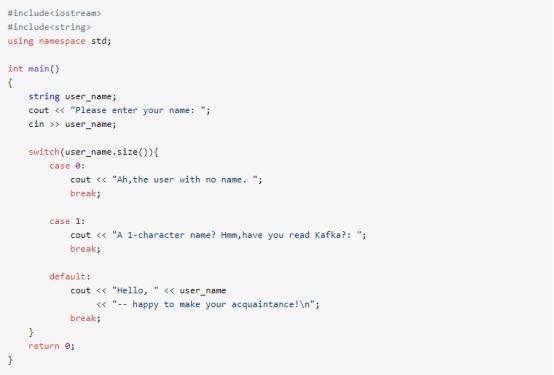 #include<iostream>
#include<string>
using namespace std;

int main()
{
    string user_name;
    cout << "Please enter your name: ";
    cin >> user_name;

    switch(user_name.size()){
        case 0:
            cout << "Ah,the user with no name. ";
            break;

        case 1:
            cout << "A 1-character name? Hmm,have you read Kafka?: ";
            break;

        default:
            cout << "Hello, " << user_name
                 << "-- happy to make your acquaintance!\n";
            break;
    }
    return 0;
}